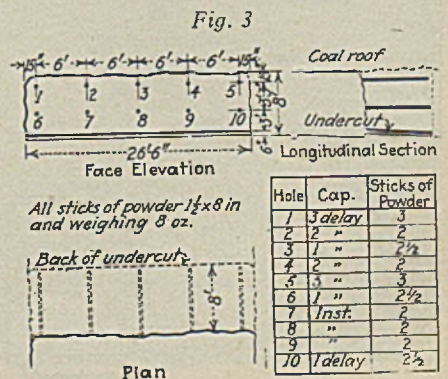 Fig. 3
15" 6' 6' 6' 6' 15"
1 2 3 4 5
6 7 8 9 10
26'6"
Face Elevation
8'
Coal roof
Undercut
Longitudinal Section
All sticks of powder 1½x8 in
and weighing 8 oz.
Back of undercut
8'
Plan
Hole Cap. Sticks of Powder
1 3 delay 3
2 2 " 2
3 1 " 2½
4 2 " 2
5 3 " 3
6 1 " 2½
7 Inst. 2
8 " 2
9 " 2
10 1 delay 2½